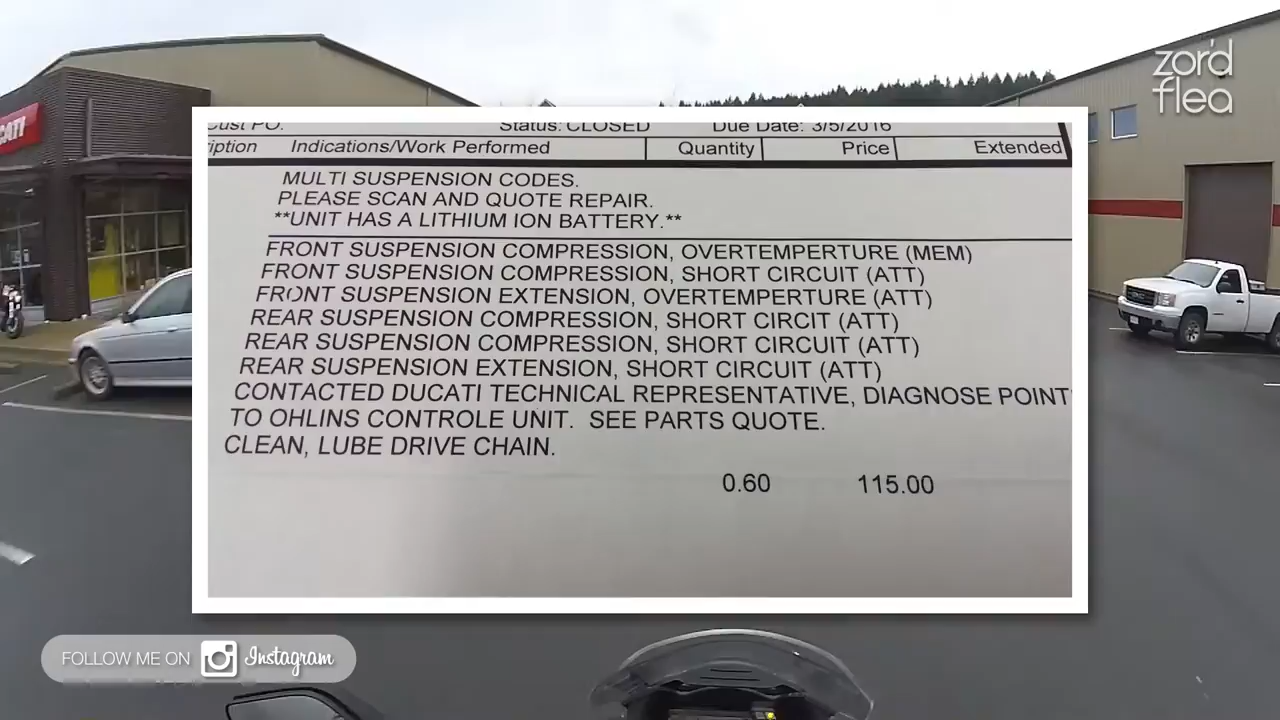 zord
flea
CATI
Cust PO:
Status: CLOSED
Due Date: 3/5/2016
ription
Indications/Work Performed
Quantity
Price
Extended
MULTI SUSPENSION CODES.
PLEASE SCAN AND QUOTE REPAIR.
**UNIT HAS A LITHIUM ION BATTERY.**
FRONT SUSPENSION COMPRESSION, OVERTEMPERTURE (MEM)
FRONT SUSPENSION COMPRESSION, SHORT CIRCUIT (ATT)
FRONT SUSPENSION EXTENSION, OVERTEMPERTURE (ATT)
REAR SUSPENSION COMPRESSION, SHORT CIRCIT (ATT)
REAR SUSPENSION COMPRESSION, SHORT CIRCUIT (ATT)
REAR SUSPENSION EXTENSION, SHORT CIRCUIT (ATT)
CONTACTED DUCATI TECHNICAL REPRESENTATIVE, DIAGNOSE POINT
TO OHLINS CONTROLE UNIT. SEE PARTS QUOTE.
CLEAN, LUBE DRIVE CHAIN.
0.60 115.00
FOLLOW ME ON Instagram